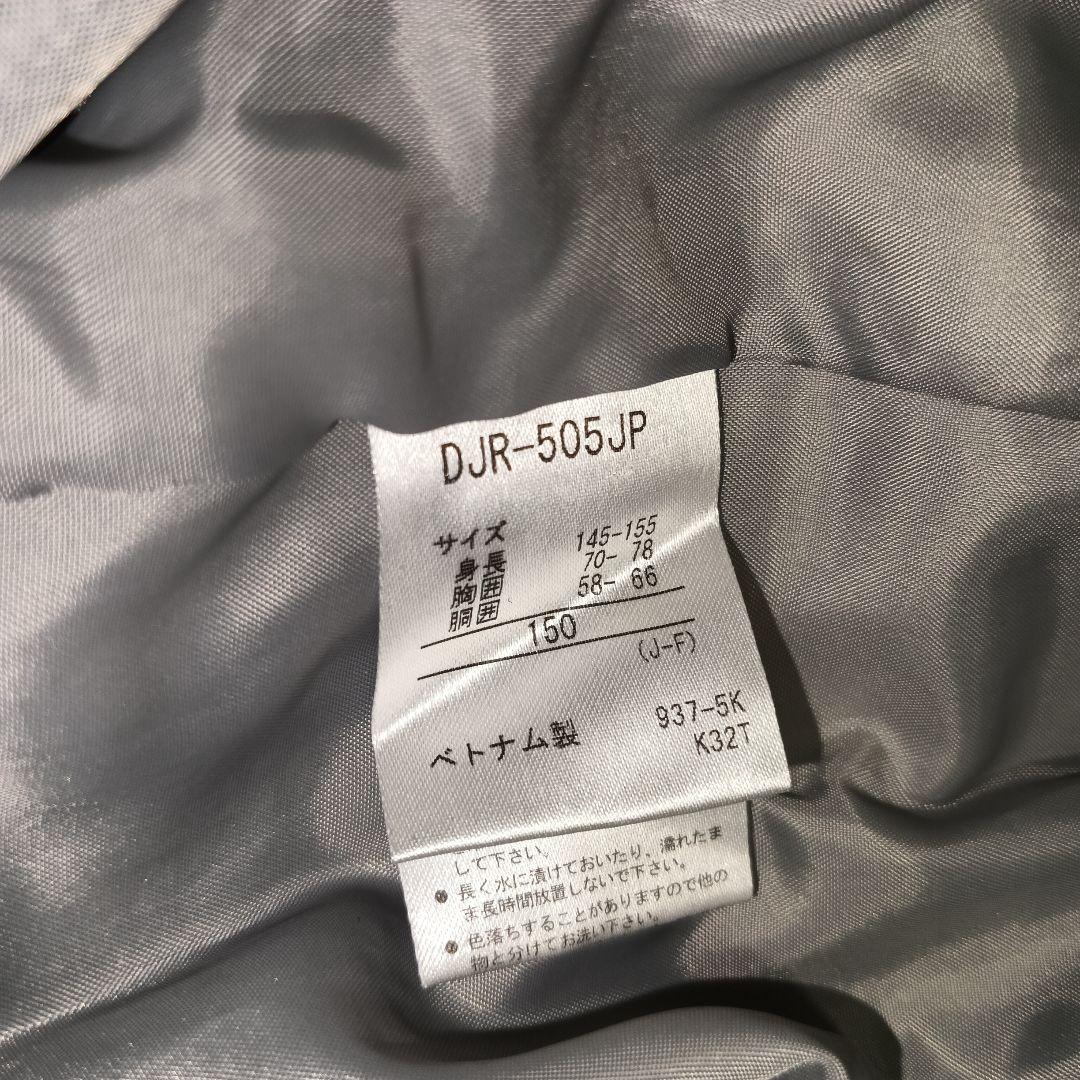 DJR-505JP
サイズ
身長 145-155
胸囲 70- 78
胴囲 58- 66
150
(J-F)
937-5K
ベトナム製 K32T
して下さい。
● 長く水に漬けておいたり、濡れたま
ま長時間放置しないで下さい。
● 色落ちすることがありますので他の
物と分けてお洗い下さい。